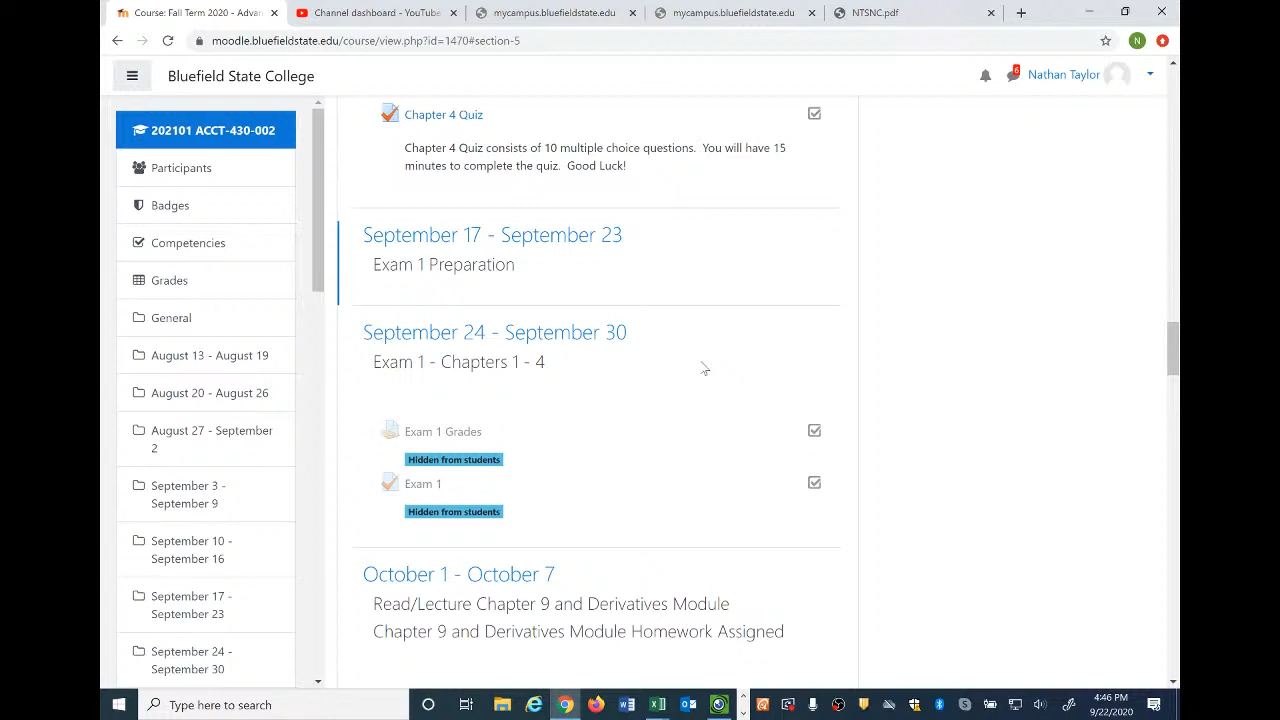 Course: Fall Term 2020 - Advan
Channel dashboard - YouTube
mycampus.bluefieldstate.edu/
mycampus.bluefieldstate.edu/
NTSNC.pdf
moodle.bluefieldstate.edu/course/view.php?id=1470#section-5
N
Bluefield State College
6
Nathan Taylor
202101 ACCT-430-002
Participants
Badges
Competencies
Grades
General
August 13 - August 19
August 20 - August 26
August 27 - September
2
September 3 -
September 9
September 10 -
September 16
September 17 -
September 23
September 24 -
September 30
Chapter 4 Quiz
Chapter 4 Quiz consists of 10 multiple choice questions.  You will have 15
minutes to complete the quiz.  Good Luck!
September 17 - September 23
Exam 1 Preparation
September 24 - September 30
Exam 1 - Chapters 1 - 4
Exam 1 Grades
Hidden from students
Exam 1
Hidden from students
October 1 - October 7
Read/Lecture Chapter 9 and Derivatives Module
Chapter 9 and Derivatives Module Homework Assigned
Type here to search
4:46 PM
9/22/2020